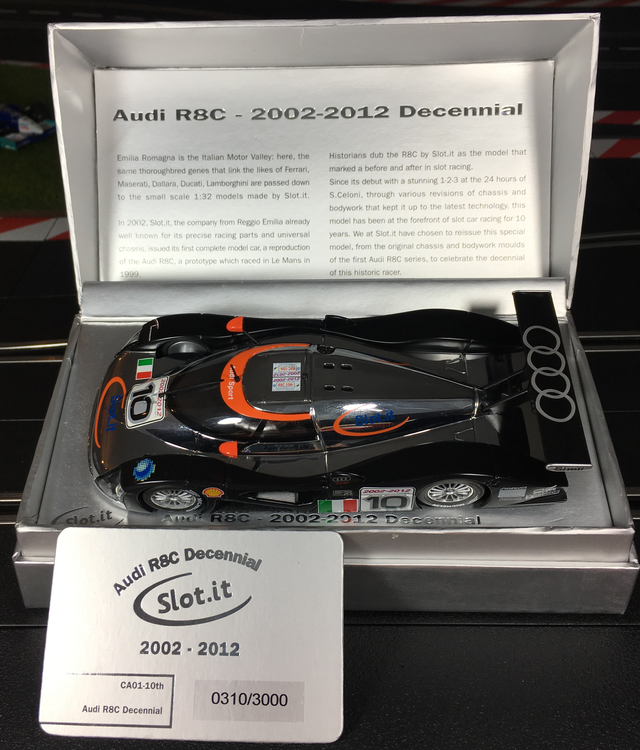 Audi R8C - 2002-2012 Decennial
Emilia Romagna is the Italian Motor Valley: here, the
same thoroughbred genes that link the likes of Ferrari,
Maserati, Dallara, Ducati, Lamborghini are passed down
to the small scale 1:32 models made by Slot.it.
In 2002, Slot.it, the company from Reggio Emilia already
well known for its precise racing parts and universal
chassis, issued its first complete model car, a reproduction
of the Audi R8C, a prototype which raced in Le Mans in
1999.
Historians dub the R8C by Slot.it as the model that
marked a before and after in slot racing.
Since its debut with a stunning 1-2-3 at the 24 hours of
S.Celoni, through various revisions of chassis and
bodywork that kept it up to the latest technology, this
model has been at the forefront of slot car racing for 10
years. We at Slot.it have chosen to reissue this special
model, from the original chassis and bodywork moulds
of the first Audi R8C series, to celebrate the decennial
of this historic racer.
Audi Sport
10
2002-2012
Slot.it
2002-2012
10
Slot.it
Audi R8C - 2002-2012 Decennial
Audi R8C Decennial
Slot.it
2002 - 2012
CA01-10th
Audi R8C Decennial
0310/3000